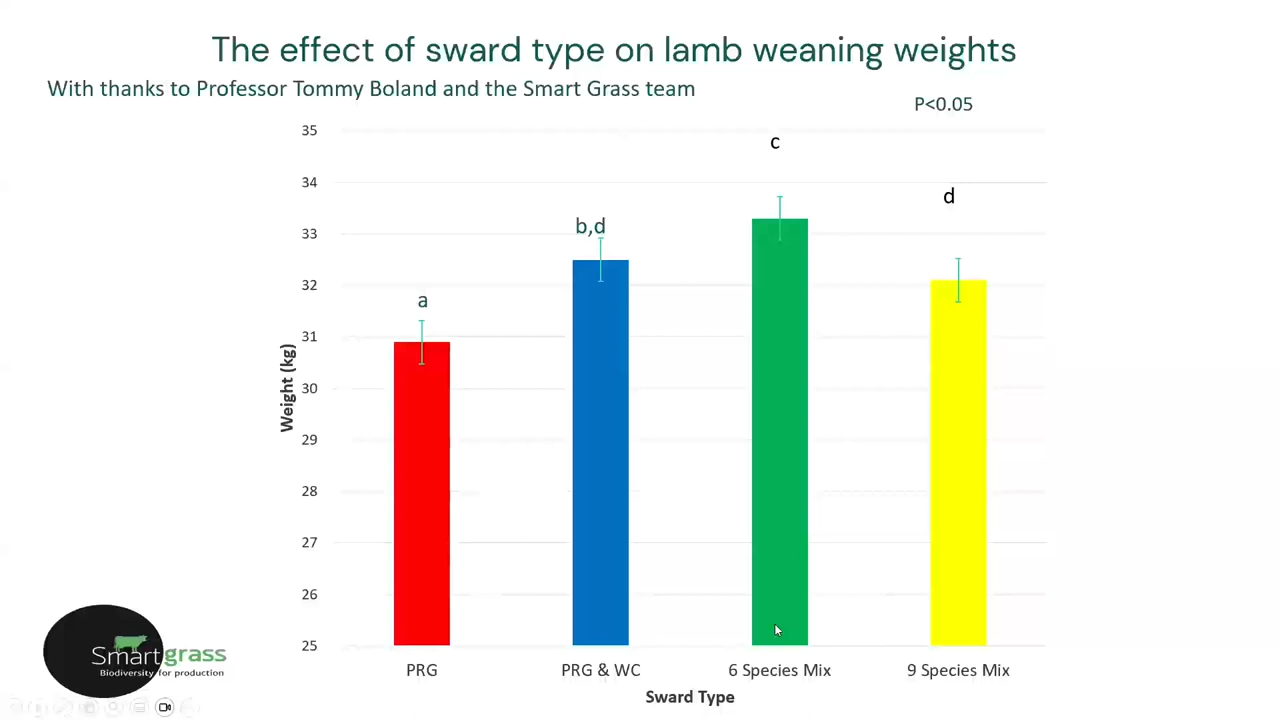 The effect of sward type on lamb weaning weights
With thanks to Professor Tommy Boland and the Smart Grass team
P<0.05
35
34
33
32
31
30
29
28
27
26
25
Weight (kg)
a
b,d
c
d
PRG
PRG & WC
6 Species Mix
9 Species Mix
Sward Type
Smartgrass
Biodiversity for production